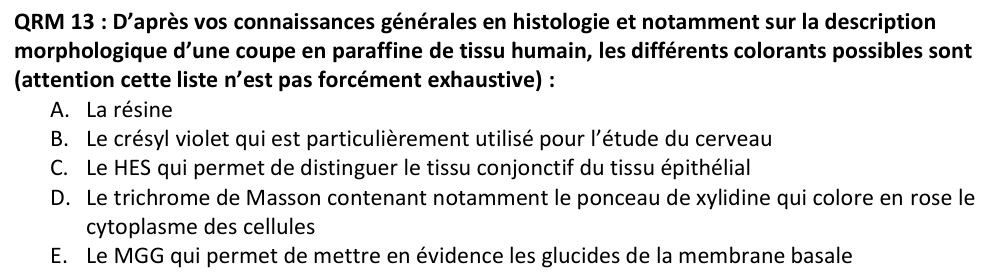 QRM 13 : D’après vos connaissances générales en histologie et notamment sur la description
morphologique d’une coupe en paraffine de tissu humain, les différents colorants possibles sont
(attention cette liste n’est pas forcément exhaustive) :
A. La résine
B. Le crésyl violet qui est particulièrement utilisé pour l’étude du cerveau
C. Le HES qui permet de distinguer le tissu conjonctif du tissu épithélial
D. Le trichrome de Masson contenant notamment le ponceau de xylidine qui colore en rose le
cytoplasme des cellules
E. Le MGG qui permet de mettre en évidence les glucides de la membrane basale